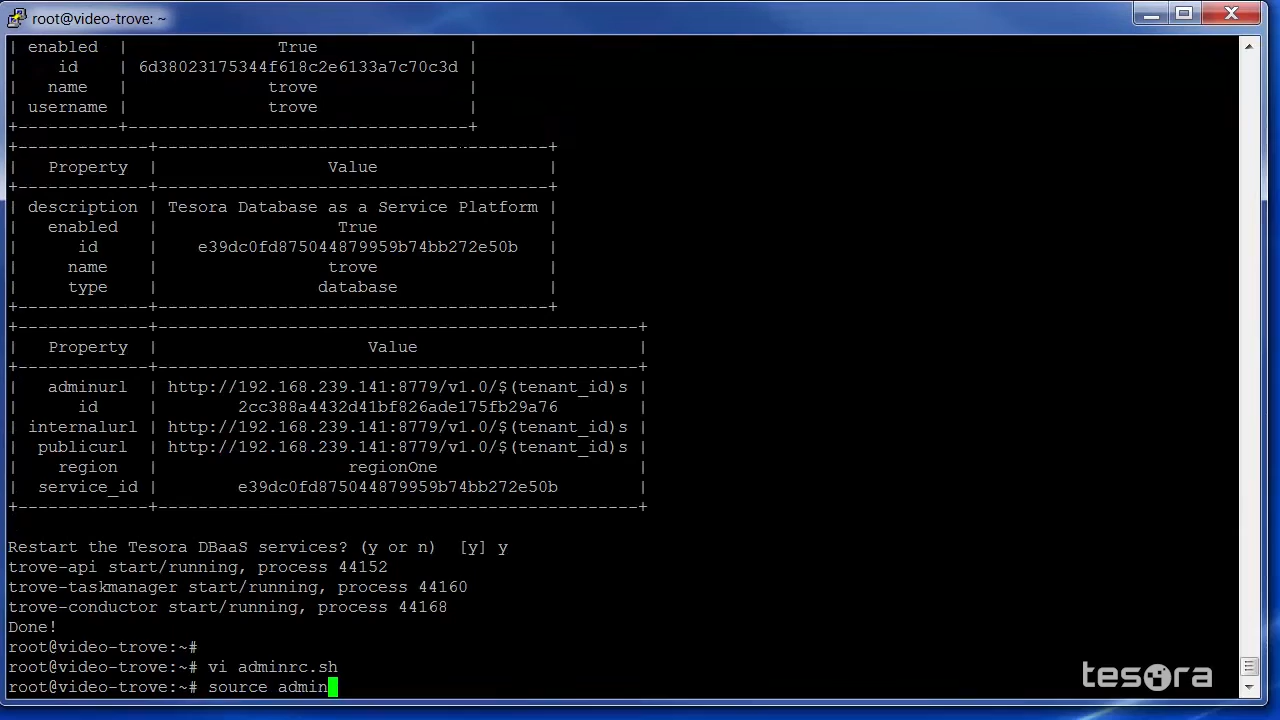 root@video-trove: ~
| enabled  |               True               |
|    id    | 6d38023175344f618c2e6133a7c70c3d |
|   name   |              trove               |
| username |              trove               |
+----------+----------------------------------+
+-------------+---------------------------------------+
|   Property  |                 Value                 |
+-------------+---------------------------------------+
| description | Tesora Database as a Service Platform |
|   enabled   |                  True                 |
|      id     |    e39dc0fd875044879959b74bb272e50b   |
|     name    |                 trove                 |
|     type    |                database               |
+-------------+---------------------------------------+
+-------------+------------------------------------------------+
|   Property  |                     Value                      |
+-------------+------------------------------------------------+
|   adminurl  | http://192.168.239.141:8779/v1.0/$(tenant_id)s |
|      id     |        2cc388a4432d41bf826ade175fb29a76        |
| internalurl | http://192.168.239.141:8779/v1.0/$(tenant_id)s |
|  publicurl  | http://192.168.239.141:8779/v1.0/$(tenant_id)s |
|    region   |                   regionOne                    |
|  service_id |        e39dc0fd875044879959b74bb272e50b        |
+-------------+------------------------------------------------+
Restart the Tesora DBaaS services? (y or n)  [y] y
trove-api start/running, process 44152
trove-taskmanager start/running, process 44160
trove-conductor start/running, process 44168
Done!
root@video-trove:~#
root@video-trove:~# vi adminrc.sh
root@video-trove:~# source admin
tesora